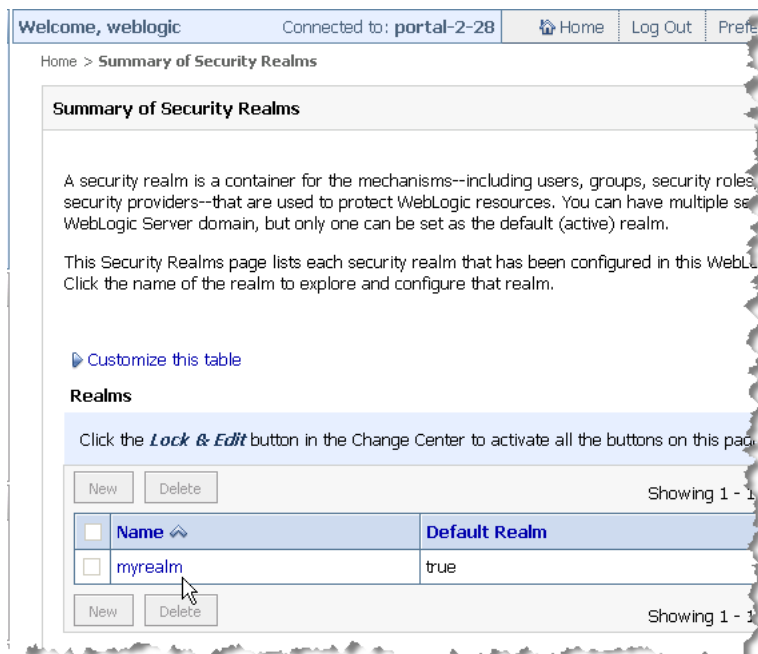 Welcome, weblogic Connected to: portal-2-28 Home Log Out
Home > Summary of Security Realms
Summary of Security Realms
A security realm is a container for the mechanisms--including users, groups, security roles,
security providers--that are used to protect WebLogic resources. You can have multiple
WebLogic Server domain, but only one can be set as the default (active) realm.
This Security Realms page lists each security realm that has been configured in this
Click the name of the realm to explore and configure that realm.
Customize this table
Realms
Click the Lock & Edit button in the Change Center to activate all the buttons on this
New Delete Showing 1 -
Name Default Realm
myrealm true
New Delete Showing 1 -